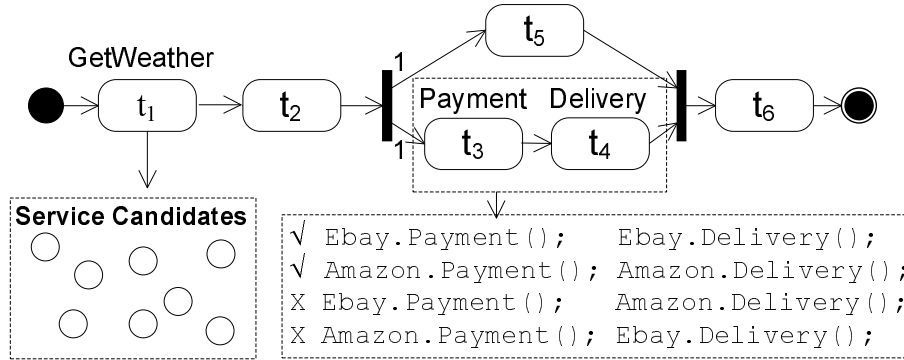 t5
GetWeather
1
Payment Delivery
t1
t2
t3
t4
t6
1
Service Candidates
√ Ebay.Payment(); Ebay.Delivery();
√ Amazon.Payment(); Amazon.Delivery();
X Ebay.Payment(); Amazon.Delivery();
X Amazon.Payment(); Ebay.Delivery();